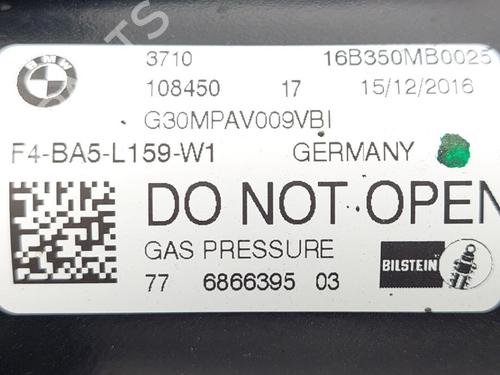 BMW
3710 16B350MB0025
108450 17 15/12/2016
G30MPAV009VBI
F4-BA5-L159-W1 GERMANY
DO NOT OPEN
GAS PRESSURE
77 6866395 03
BILSTEIN